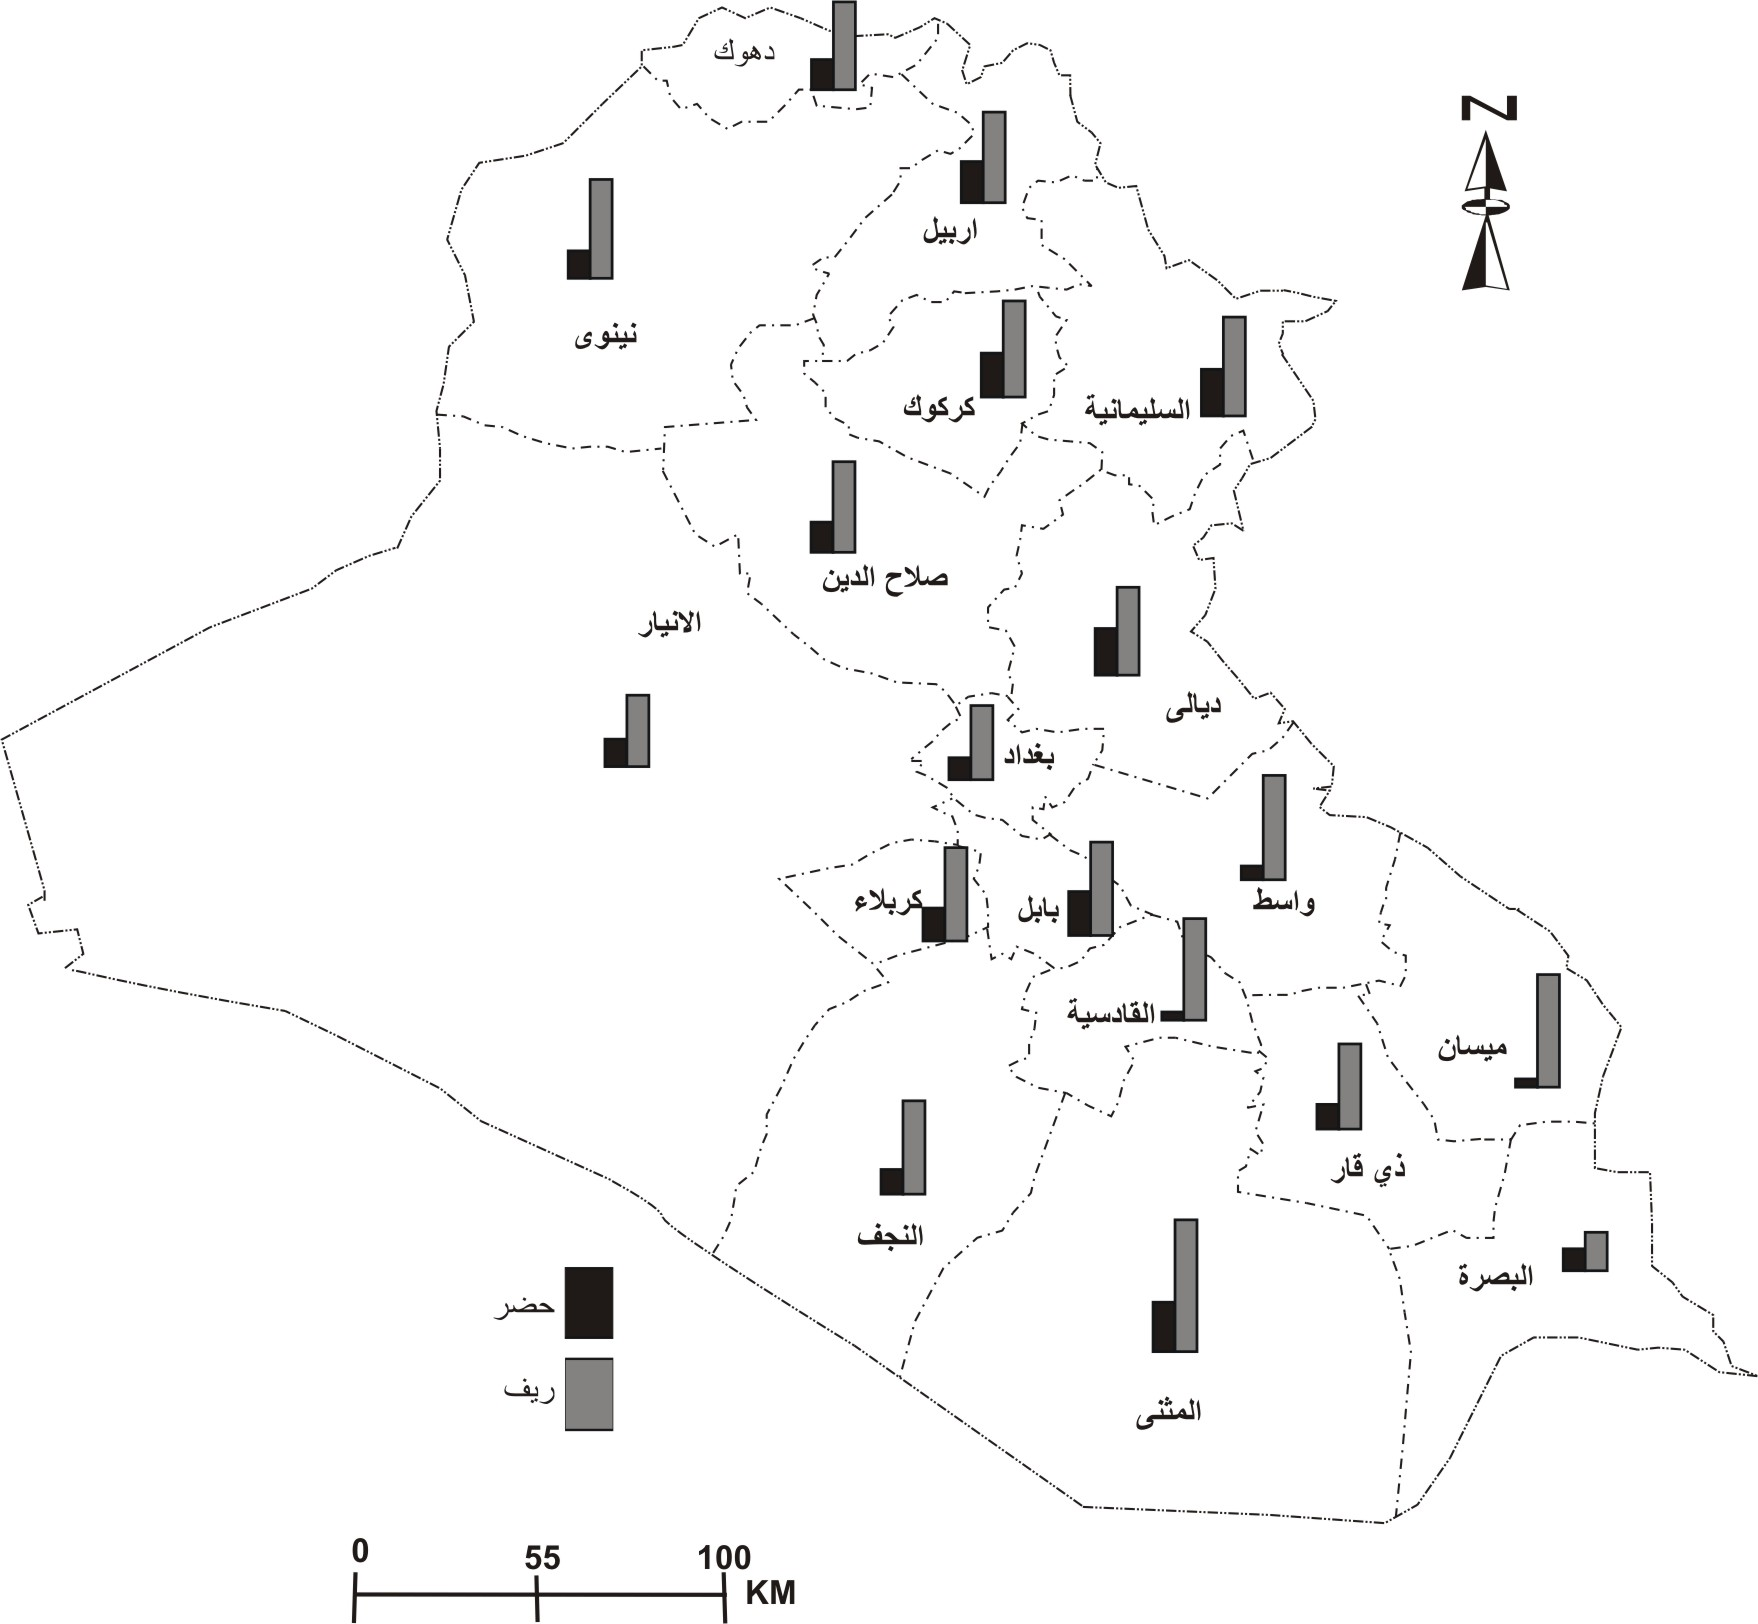 دهوك
N
اربيل
نينوى
كركوك
السليمانية
صلاح الدين
الانيار
ديالى
بغداد
كربلاء
بابل
واسط
القادسية
ميسان
ذي قار
النجف
البصرة
حضر
ريف
المثنى
0 55 100
KM